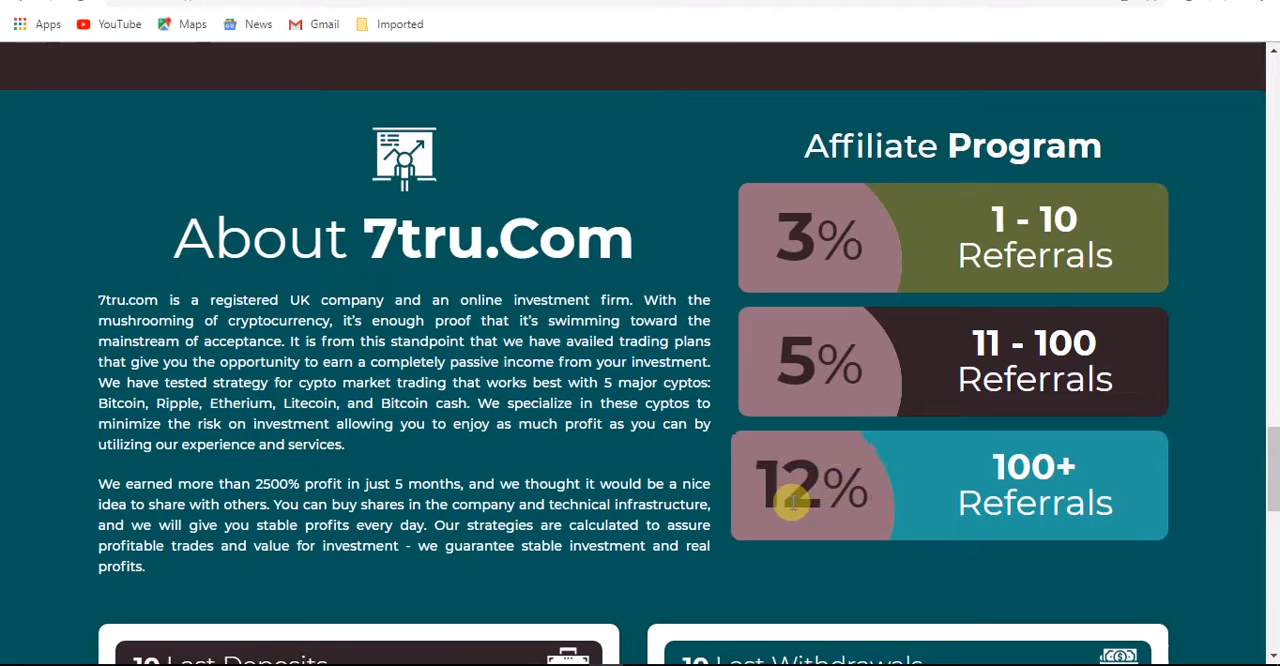 Apps YouTube Maps News Gmail Imported
About 7tru.Com
7tru.com is a registered UK company and an online investment firm. With the
mushrooming of cryptocurrency, it's enough proof that it's swimming toward the
mainstream of acceptance. It is from this standpoint that we have availed trading plans
that give you the opportunity to earn a completely passive income from your investment.
We have tested strategy for cypto market trading that works best with 5 major cyptos:
Bitcoin, Ripple, Etherium, Litecoin, and Bitcoin cash. We specialize in these cyptos to
minimize the risk on investment allowing you to enjoy as much profit as you can by
utilizing our experience and services.
We earned more than 2500% profit in just 5 months, and we thought it would be a nice
idea to share with others. You can buy shares in the company and technical infrastructure,
and we will give you stable profits every day. Our strategies are calculated to assure
profitable trades and value for investment - we guarantee stable investment and real
profits.
Affiliate Program
3%
1 - 10
Referrals
5%
11 - 100
Referrals
12%
100+
Referrals
10 Last Deposits
10 Last Withdrawals